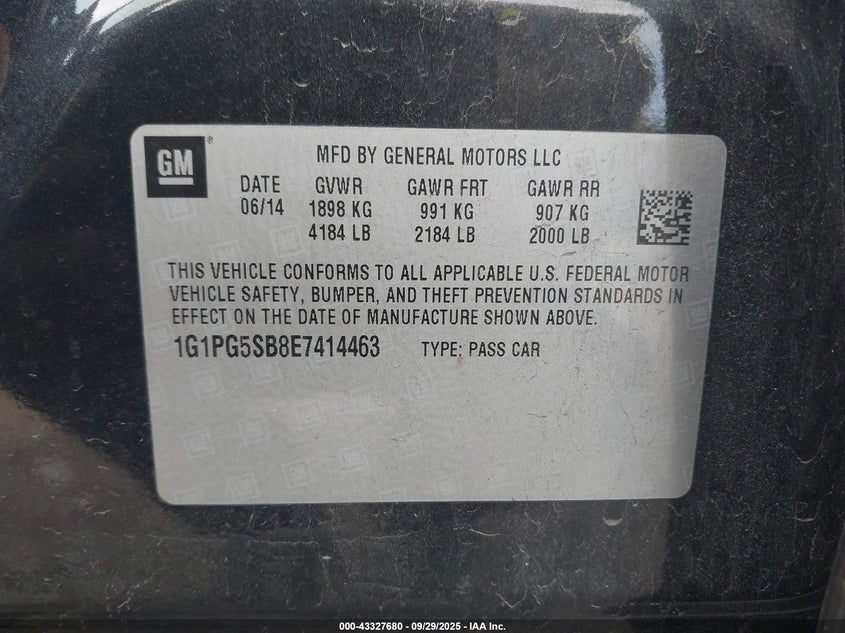 GM
®
MFD BY GENERAL MOTORS LLC
DATE GVWR GAWR FRT GAWR RR
06/14 1898 KG 991 KG 907 KG
4184 LB 2184 LB 2000 LB
THIS VEHICLE CONFORMS TO ALL APPLICABLE U.S. FEDERAL MOTOR
VEHICLE SAFETY, BUMPER, AND THEFT PREVENTION STANDARDS IN
EFFECT ON THE DATE OF MANUFACTURE SHOWN ABOVE.
1G1PG5SB8E7414463 TYPE: PASS CAR
000-43327680 - 09/29/2025 - IAA Inc.